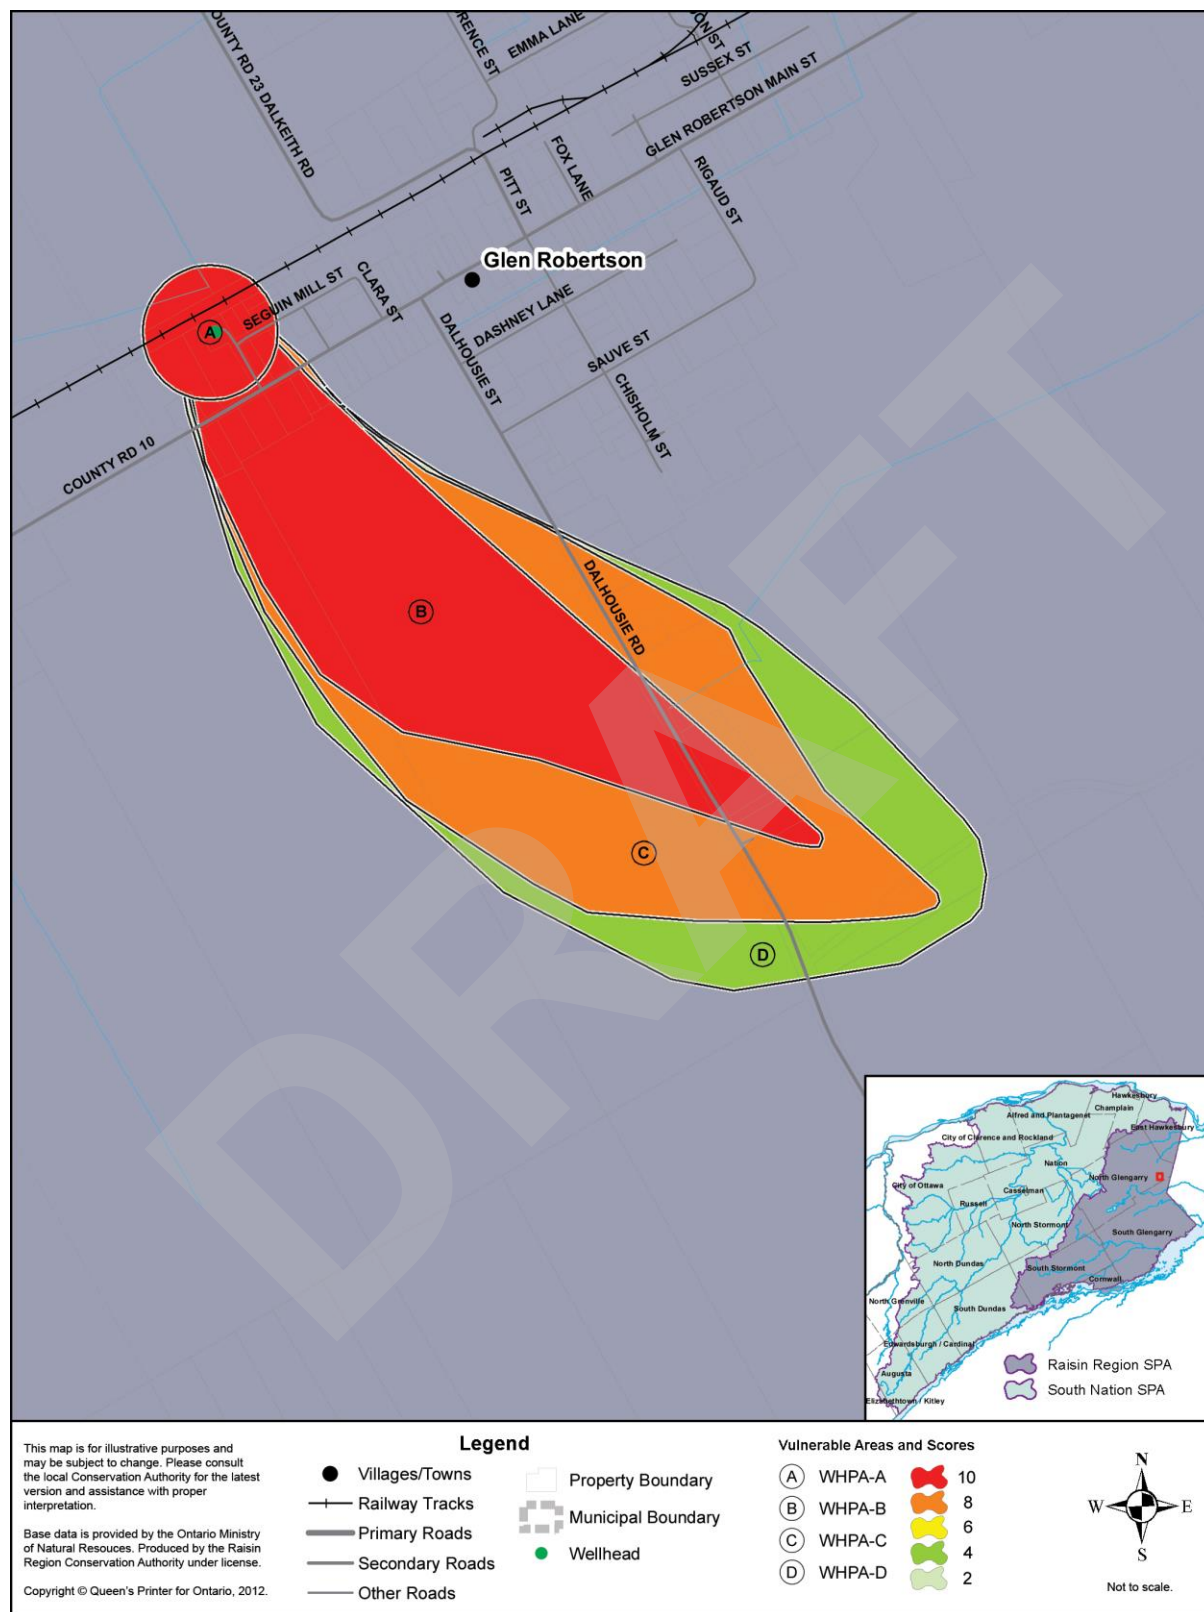 COUNTY RD 23 DALKEITH RD
EMMA LANE
SUSSEX ST
GLEN ROBERTSON MAIN ST
FOX LANE
PITT ST
RIGAUD ST
Glen Robertson
SEGUIN MILL ST
CLARA ST
DASHNEY LANE
DALHOUSIE ST
SAUVE ST
CHISHOLM ST
COUNTY RD 10
DALHOUSIE RD
A
B
C
D
DRAFT
Hawkesbury
Champlain
Alfred and Plantagenet
East Hawkesbury
City of Clarence and Rockland
Nation
North Glengarry
City of Ottawa
Casselman
Russell
North Stormont
South Glengarry
North Dundas
South Stormont
Cornwall
North Grenville
South Dundas
Edwardsburgh / Cardinal
Augusta
Elizabethtown / Kitley
Raisin Region SPA
South Nation SPA
This map is for illustrative purposes and
may be subject to change. Please consult
the local Conservation Authority for the latest
version and assistance with proper
interpretation.
Base data is provided by the Ontario Ministry
of Natural Resouces. Produced by the Raisin
Region Conservation Authority under license.
Copyright © Queen's Printer for Ontario, 2012.
Legend
Villages/Towns
Railway Tracks
Primary Roads
Secondary Roads
Other Roads
Property Boundary
Municipal Boundary
Wellhead
Vulnerable Areas and Scores
A WHPA-A 10
B WHPA-B 8
C WHPA-C 6
D WHPA-D 4
2
N
W E
S
Not to scale.